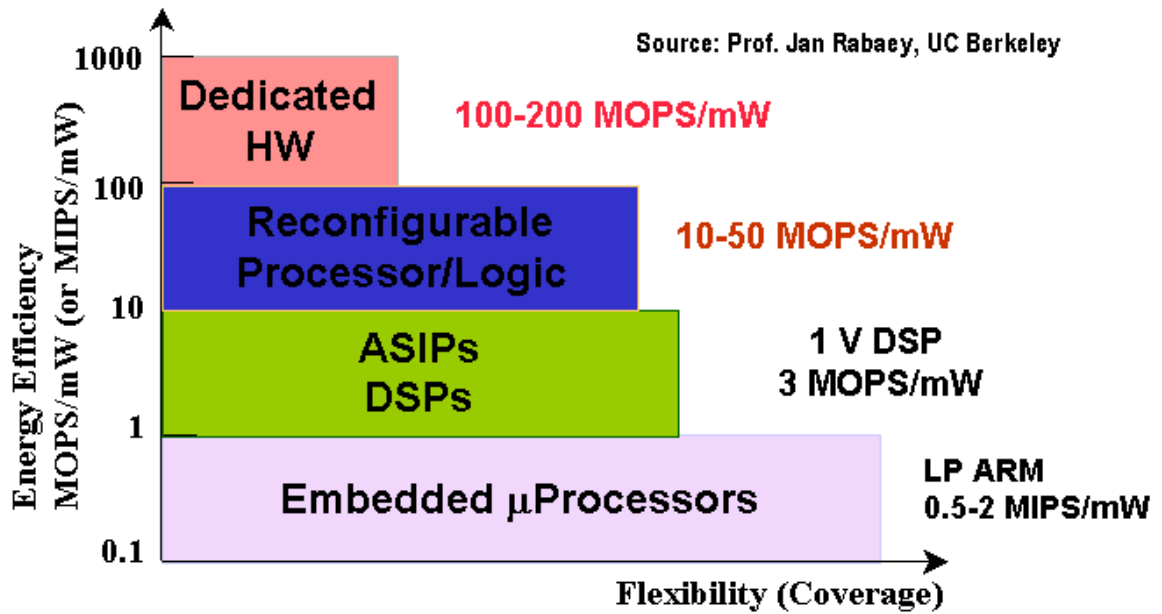 Source: Prof. Jan Rabaey, UC Berkeley
Energy Efficiency
MOPS/mW (or MIPS/mW)
1000
100
10
1
0.1
Dedicated
HW
100-200 MOPS/mW
Reconfigurable
Processor/Logic
10-50 MOPS/mW
ASIPs
DSPs
1 V DSP
3 MOPS/mW
Embedded μProcessors
LP ARM
0.5-2 MIPS/mW
Flexibility (Coverage)